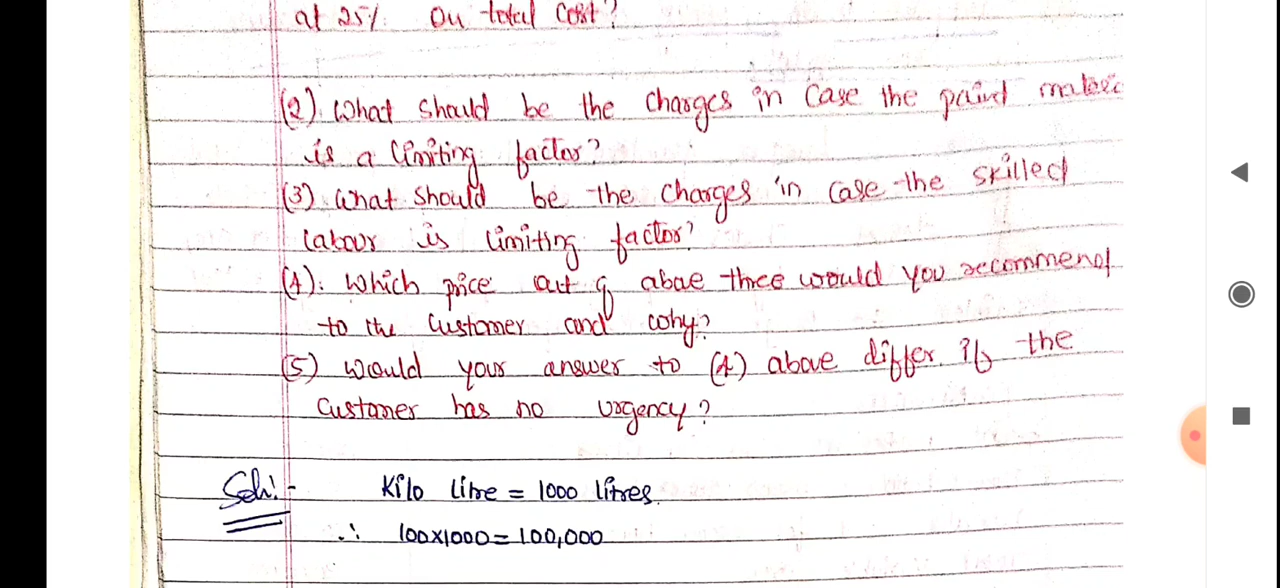 at 25% on total cost?
(2). What should be the charges in case the paint materi
is a limiting factor?
(3) What should be the charges in case the skilled
labour is limiting factor?
(4). Which price out of above three would you recommend
to the customer and why?
(5) Would your answer to (4) above differ. if the
customer has no urgency?
Soln:- Kilo litre = 1000 litres.
∴ 100x1000 = 100,000